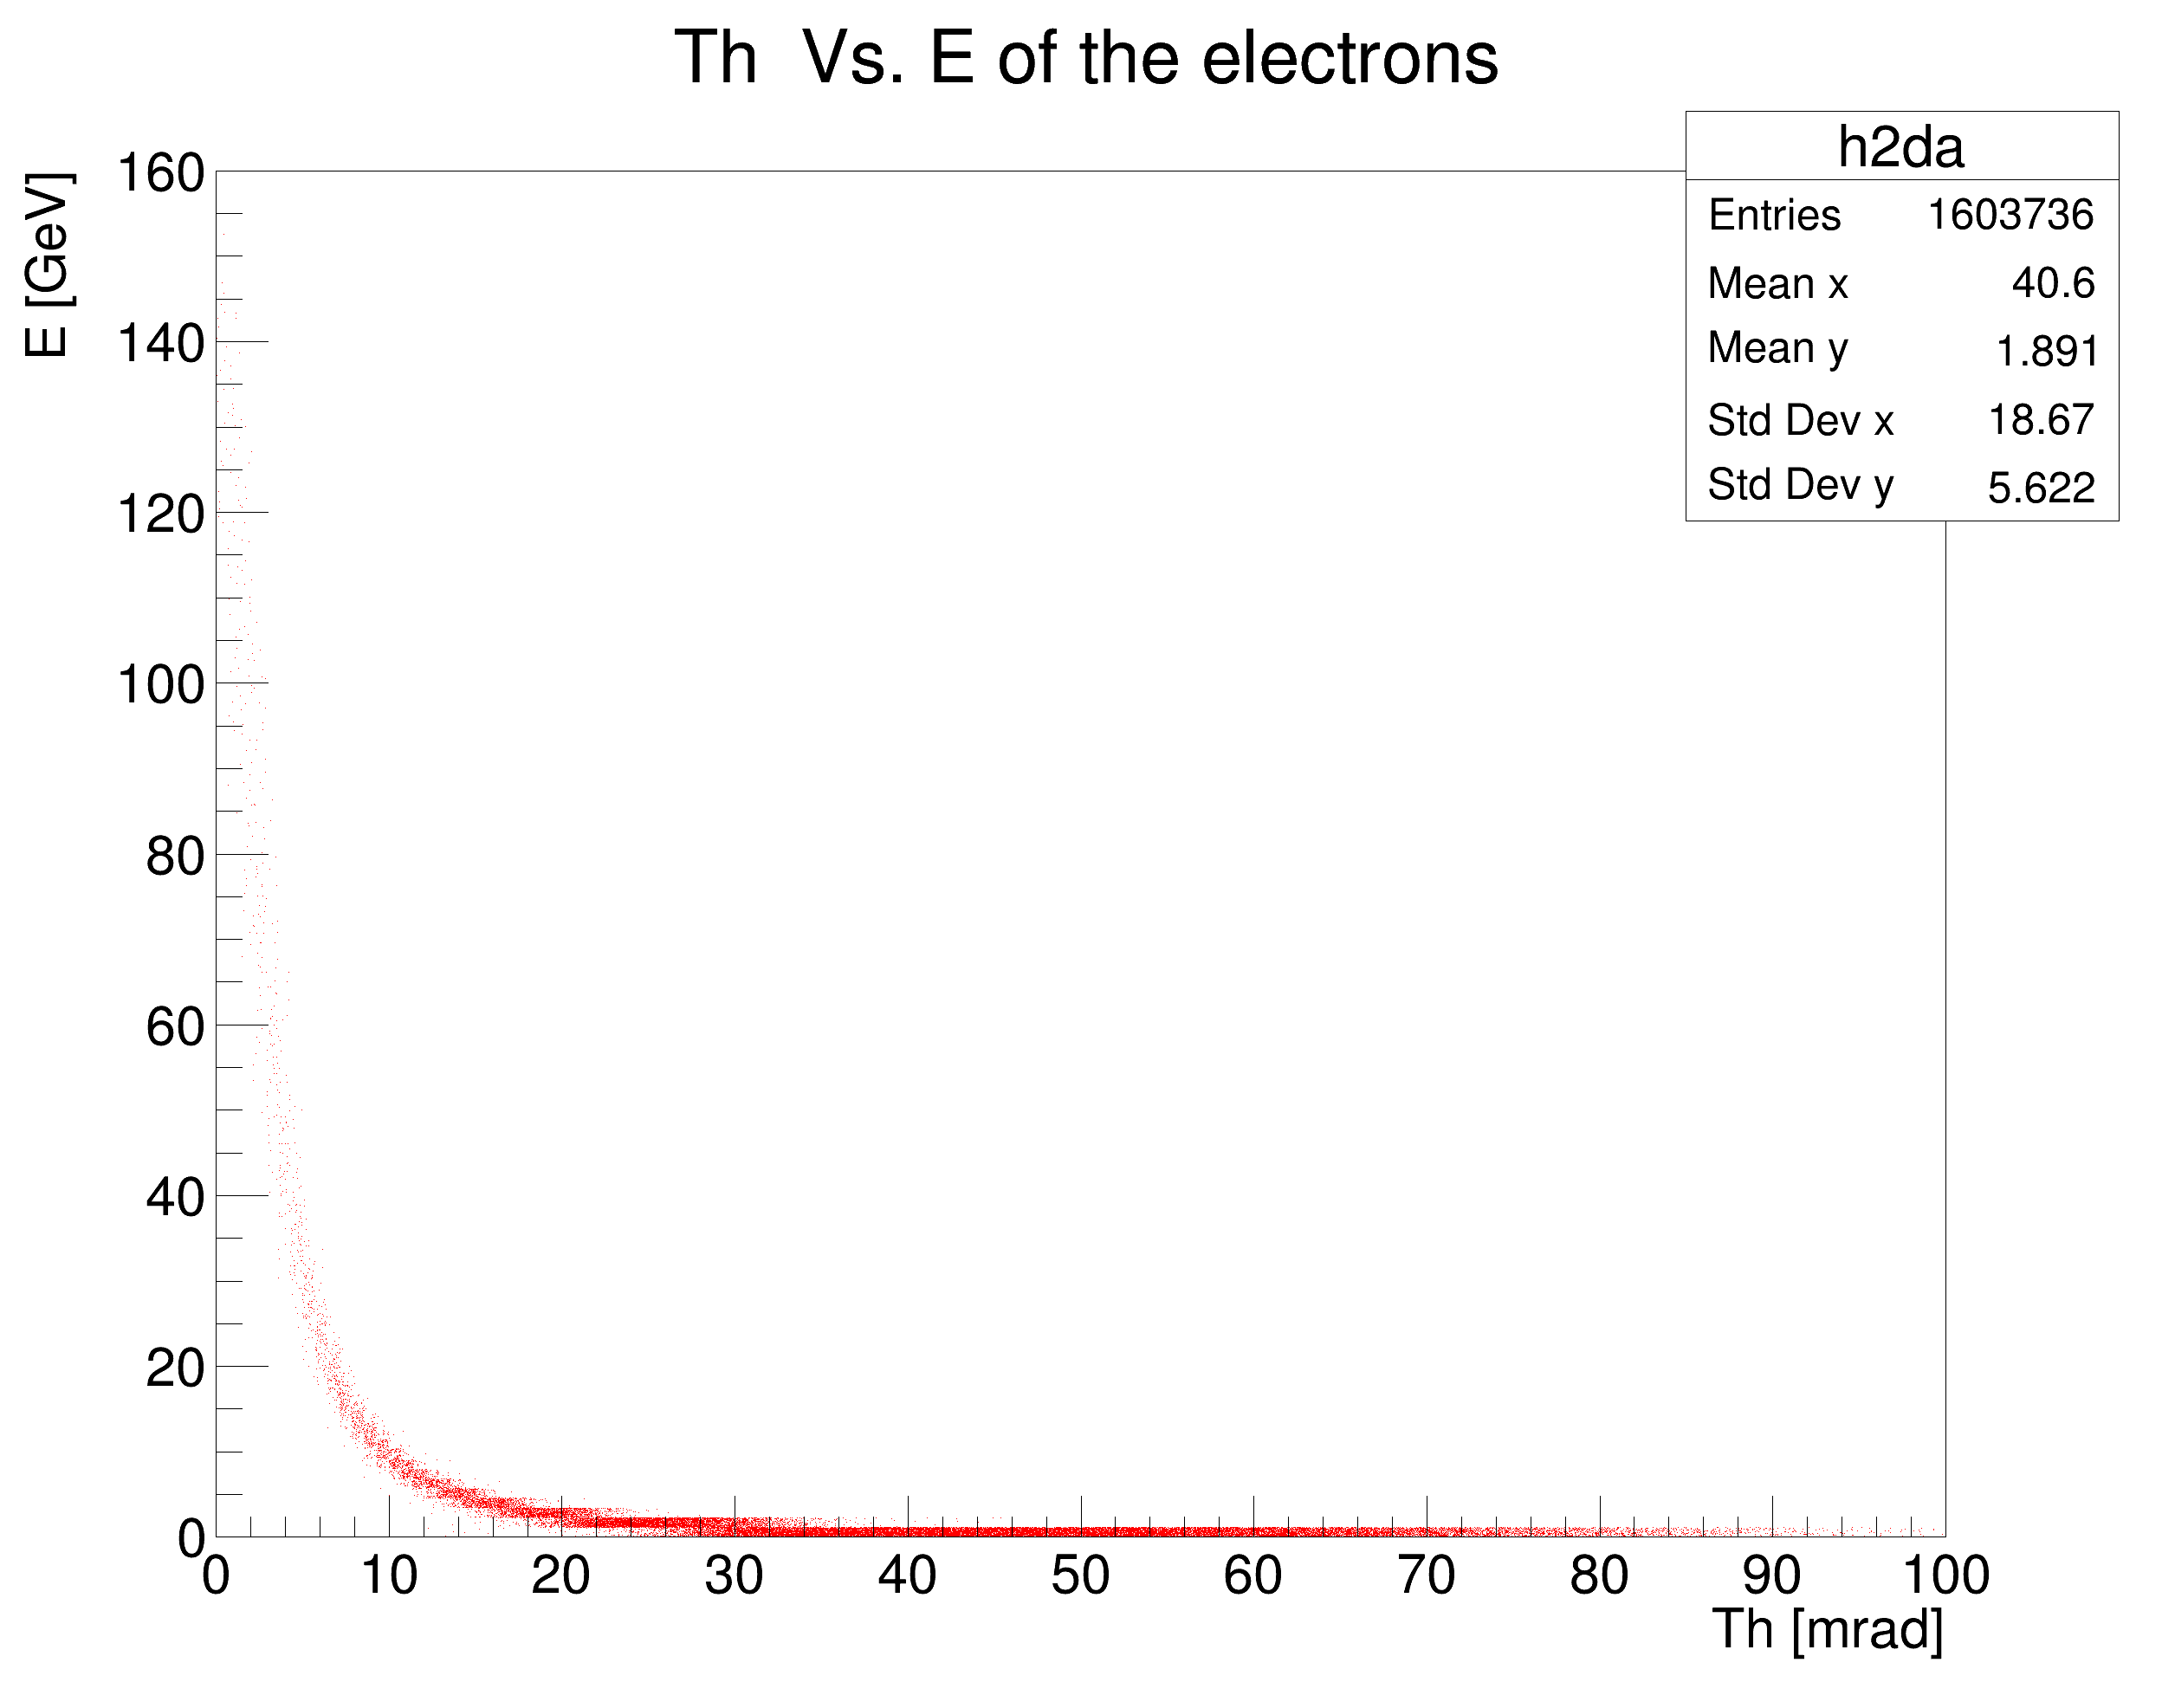 Th  Vs. E of the electrons
h2da
Entries 1603736
Mean x 40.6
Mean y 1.891
Std Dev x 18.67
Std Dev y 5.622
E [GeV]
160
140
120
100
80
60
40
20
0
0 10 20 30 40 50 60 70 80 90 100
Th [mrad]